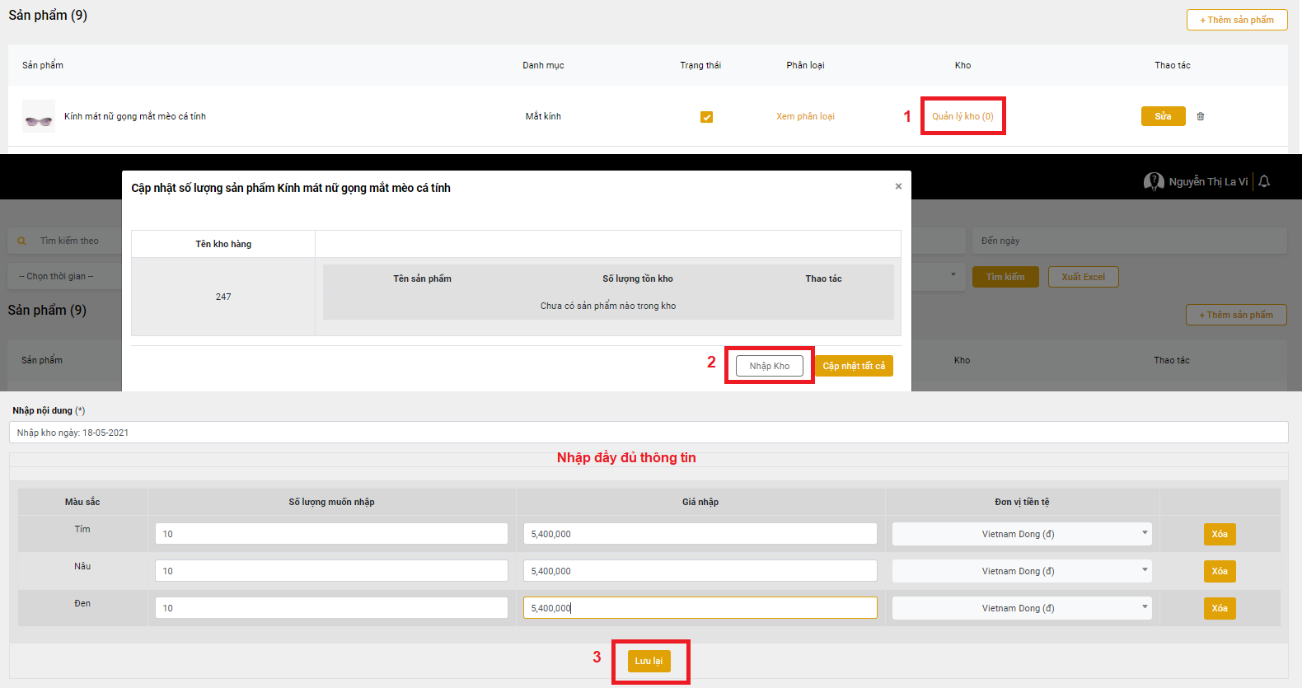 Sản phẩm (9)
+ Thêm sản phẩm
Sản phẩm Danh mục Trạng thái Phân loại Kho Thao tác
Kính mát nữ gọng mắt mèo cá tính Mắt kính Xem phân loại 1 Quản lý kho (0) Sửa
Cập nhật số lượng sản phẩm Kính mát nữ gọng mắt mèo cá tính ×
Nguyễn Thị La Vi
Tên kho hàng
Tìm kiếm theo
Đến ngày
-- Chọn thời gian --
Tên sản phẩm Số lượng tồn kho Thao tác
Tìm kiếm Xuất Excel
247
Chưa có sản phẩm nào trong kho
Sản phẩm (9)
+ Thêm sản phẩm
Sản phẩm Kho Thao tác
2 Nhập Kho Cập nhật tất cả
Nhập nội dung (*)
Nhập kho ngày: 18-05-2021
Nhập đầy đủ thông tin
Màu sắc Số lượng muốn nhập Giá nhập Đơn vị tiền tệ
Tím 10 5,400,000 Vietnam Dong (đ) Xóa
Nâu 10 5,400,000 Vietnam Dong (đ) Xóa
Đen 10 5,400,000 Vietnam Dong (đ) Xóa
3 Lưu lại